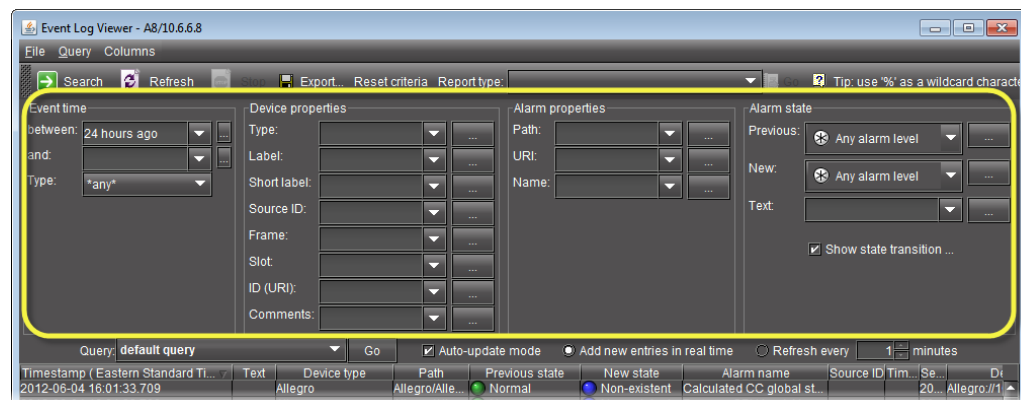 Event Log Viewer - A8/10.6.6.8
File Query Columns
Search Refresh Stop Export... Reset criteria Report type: Go Tip: use '%' as a wildcard characte
Event time Device properties Alarm properties Alarm state
between: 24 hours ago ... Type: ... Path: ... Previous: Any alarm level ...
and: ... Label: ... URI: ... New: Any alarm level ...
Type: *any* Short label: ... Name: ... Text: ...
Source ID: ...
Frame: ... Show state transition ...
Slot: ...
ID (URI): ...
Comments: ...
Query: default query Go Auto-update mode Add new entries in real time Refresh every 1 minutes
Timestamp ( Eastern Standard Ti... Text Device type Path Previous state New state Alarm name Source ID Tim... Se... De
2012-06-04 16:01:33.709 Allegro Allegro/Alle... Normal Non-existent Calculated CC global st... 20... Allegro://1